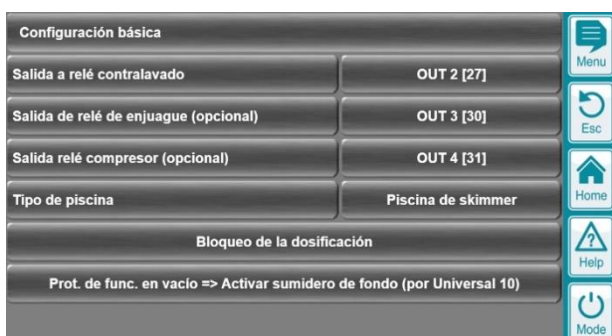 Configuración básica
Salida a relé contralavado
OUT 2 [27]
Salida de relé de enjuague (opcional)
OUT 3 [30]
Salida relé compresor (opcional)
OUT 4 [31]
Tipo de piscina
Piscina de skimmer
Bloqueo de la dosificación
Prot. de func. en vacío => Activar sumidero de fondo (por Universal 10)
Menu
Esc
Home
Help
Mode